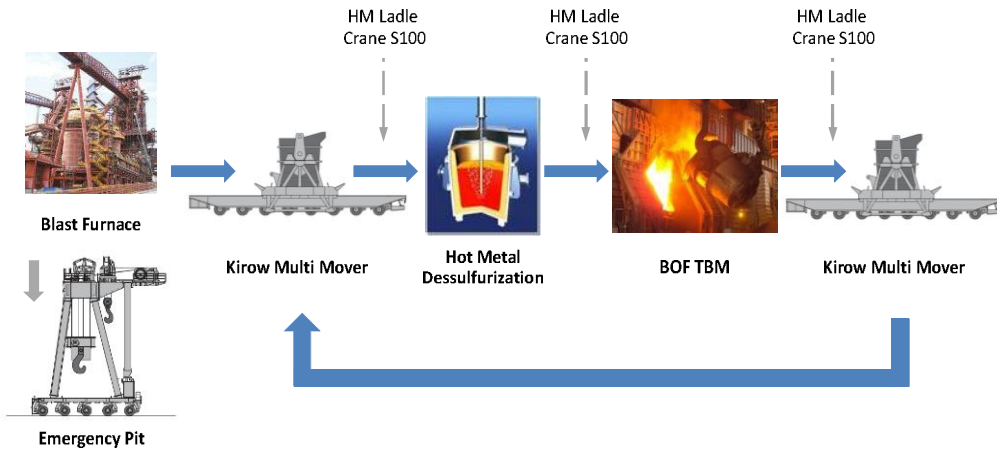 HM Ladle
Crane S100
HM Ladle
Crane S100
HM Ladle
Crane S100
Blast Furnace
Kirow Multi Mover
Hot Metal
Dessulfurization
BOF TBM
Kirow Multi Mover
Emergency Pit